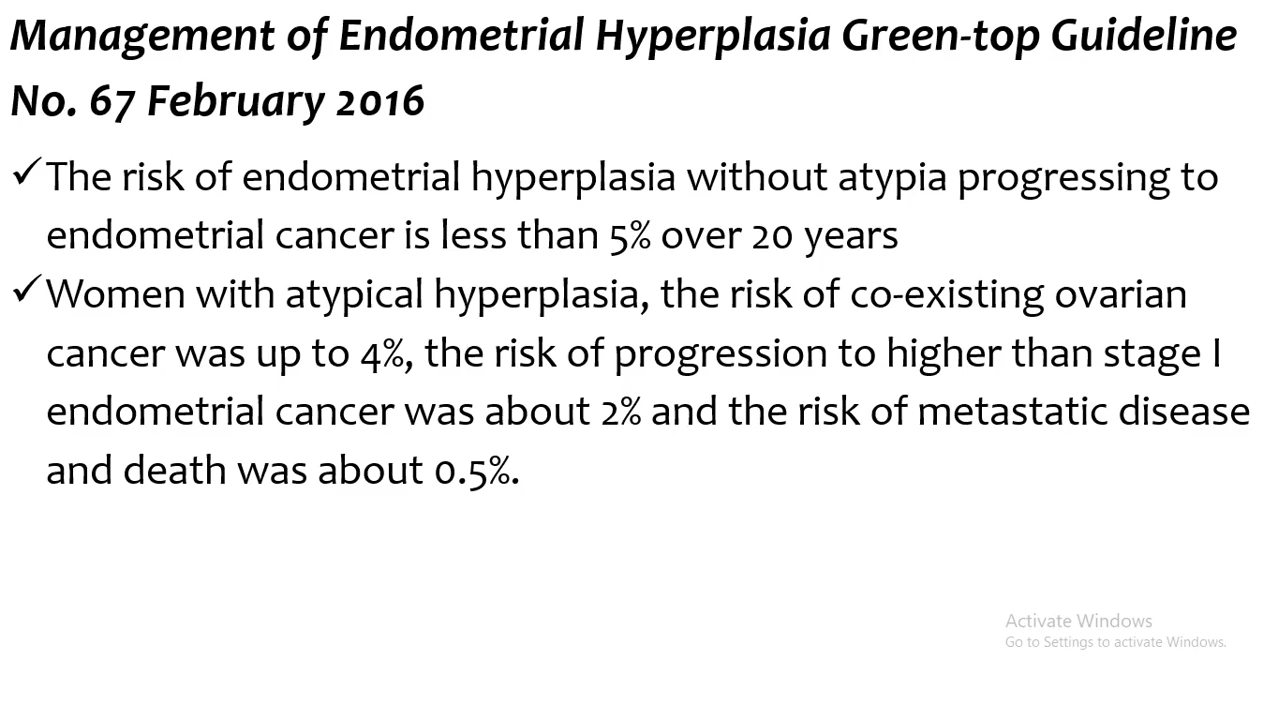 Management of Endometrial Hyperplasia Green-top Guideline
No. 67 February 2016
✓The risk of endometrial hyperplasia without atypia progressing to
endometrial cancer is less than 5% over 20 years
✓Women with atypical hyperplasia, the risk of co-existing ovarian
cancer was up to 4%, the risk of progression to higher than stage I
endometrial cancer was about 2% and the risk of metastatic disease
and death was about 0.5%.
Activate Windows
Go to Settings to activate Windows.